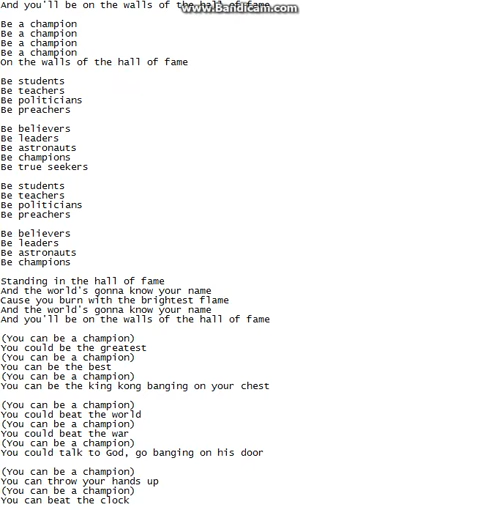 And you'll be on the walls of the hall of fame
www.Bandicam.com
Be a champion
Be a champion
Be a champion
Be a champion
On the walls of the hall of fame
Be students
Be teachers
Be politicians
Be preachers
Be believers
Be leaders
Be astronauts
Be champions
Be true seekers
Be students
Be teachers
Be politicians
Be preachers
Be believers
Be leaders
Be astronauts
Be champions
Standing in the hall of fame
And the world's gonna know your name
Cause you burn with the brightest flame
And the world's gonna know your name
And you'll be on the walls of the hall of fame
(You can be a champion)
You could be the greatest
(You can be a champion)
You can be the best
(You can be a champion)
You can be the king kong banging on your chest
(You can be a champion)
You could beat the world
(You can be a champion)
You could beat the war
(You can be a champion)
You could talk to God, go banging on his door
(You can be a champion)
You can throw your hands up
(You can be a champion)
You can beat the clock